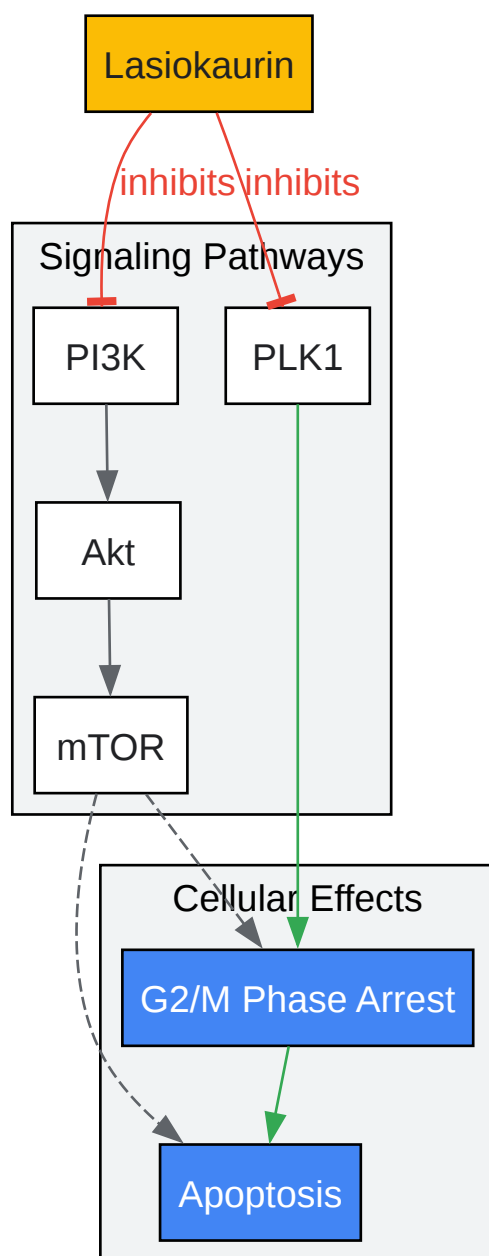 Lasiokaurin
inhibits inhibits
Signaling Pathways
PI3K
PLK1
Akt
mTOR
Cellular Effects
G2/M Phase Arrest
Apoptosis